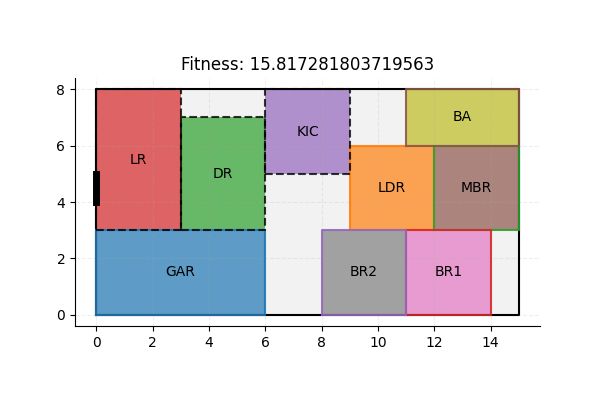 Fitness: 15.817281803719563
8
6
4
2
0
LR
DR
KIC
BA
LDR
MBR
GAR
BR2
BR1
0 2 4 6 8 10 12 14